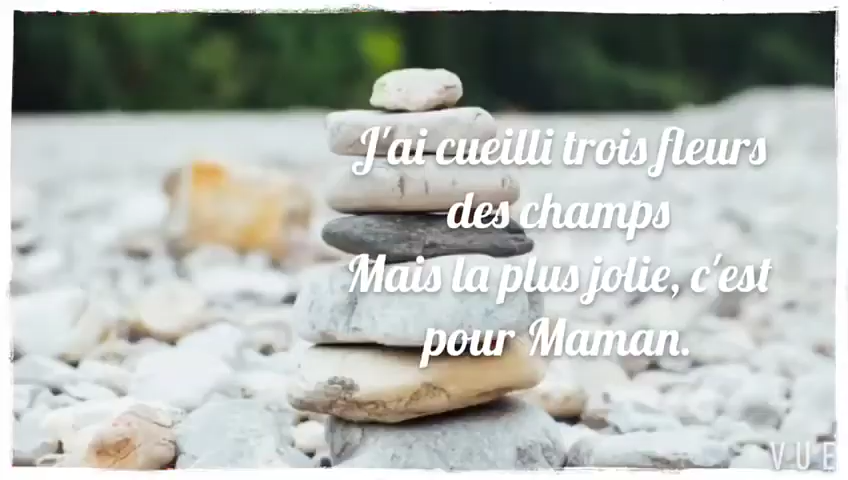 J'ai cueilli trois fleurs
des champs
Mais la plus jolie, c'est
pour Maman.
VUE